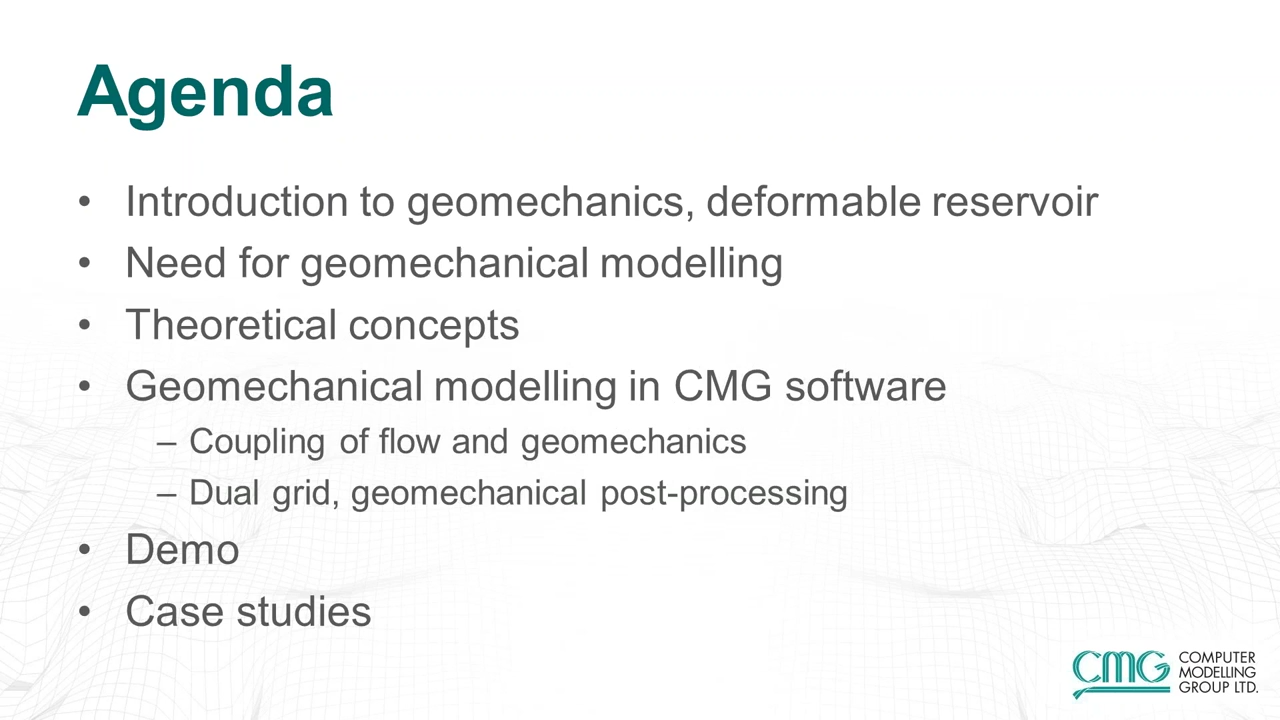 Agenda
• Introduction to geomechanics, deformable reservoir
• Need for geomechanical modelling
• Theoretical concepts
• Geomechanical modelling in CMG software
– Coupling of flow and geomechanics
– Dual grid, geomechanical post-processing
• Demo
• Case studies
CMG
COMPUTER
MODELLING
GROUP LTD.